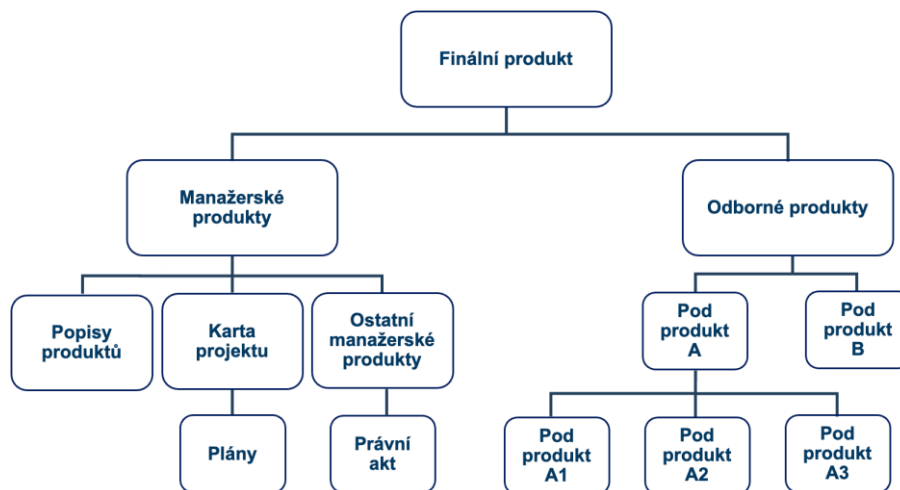 Finální produkt
Manažerské
produkty
Odborné produkty
Popisy
produktů
Karta
projektu
Ostatní
manažerské
produkty
Pod
produkt
A
Pod
produkt
B
Plány
Právní
akt
Pod
produkt
A1
Pod
produkt
A2
Pod
produkt
A3